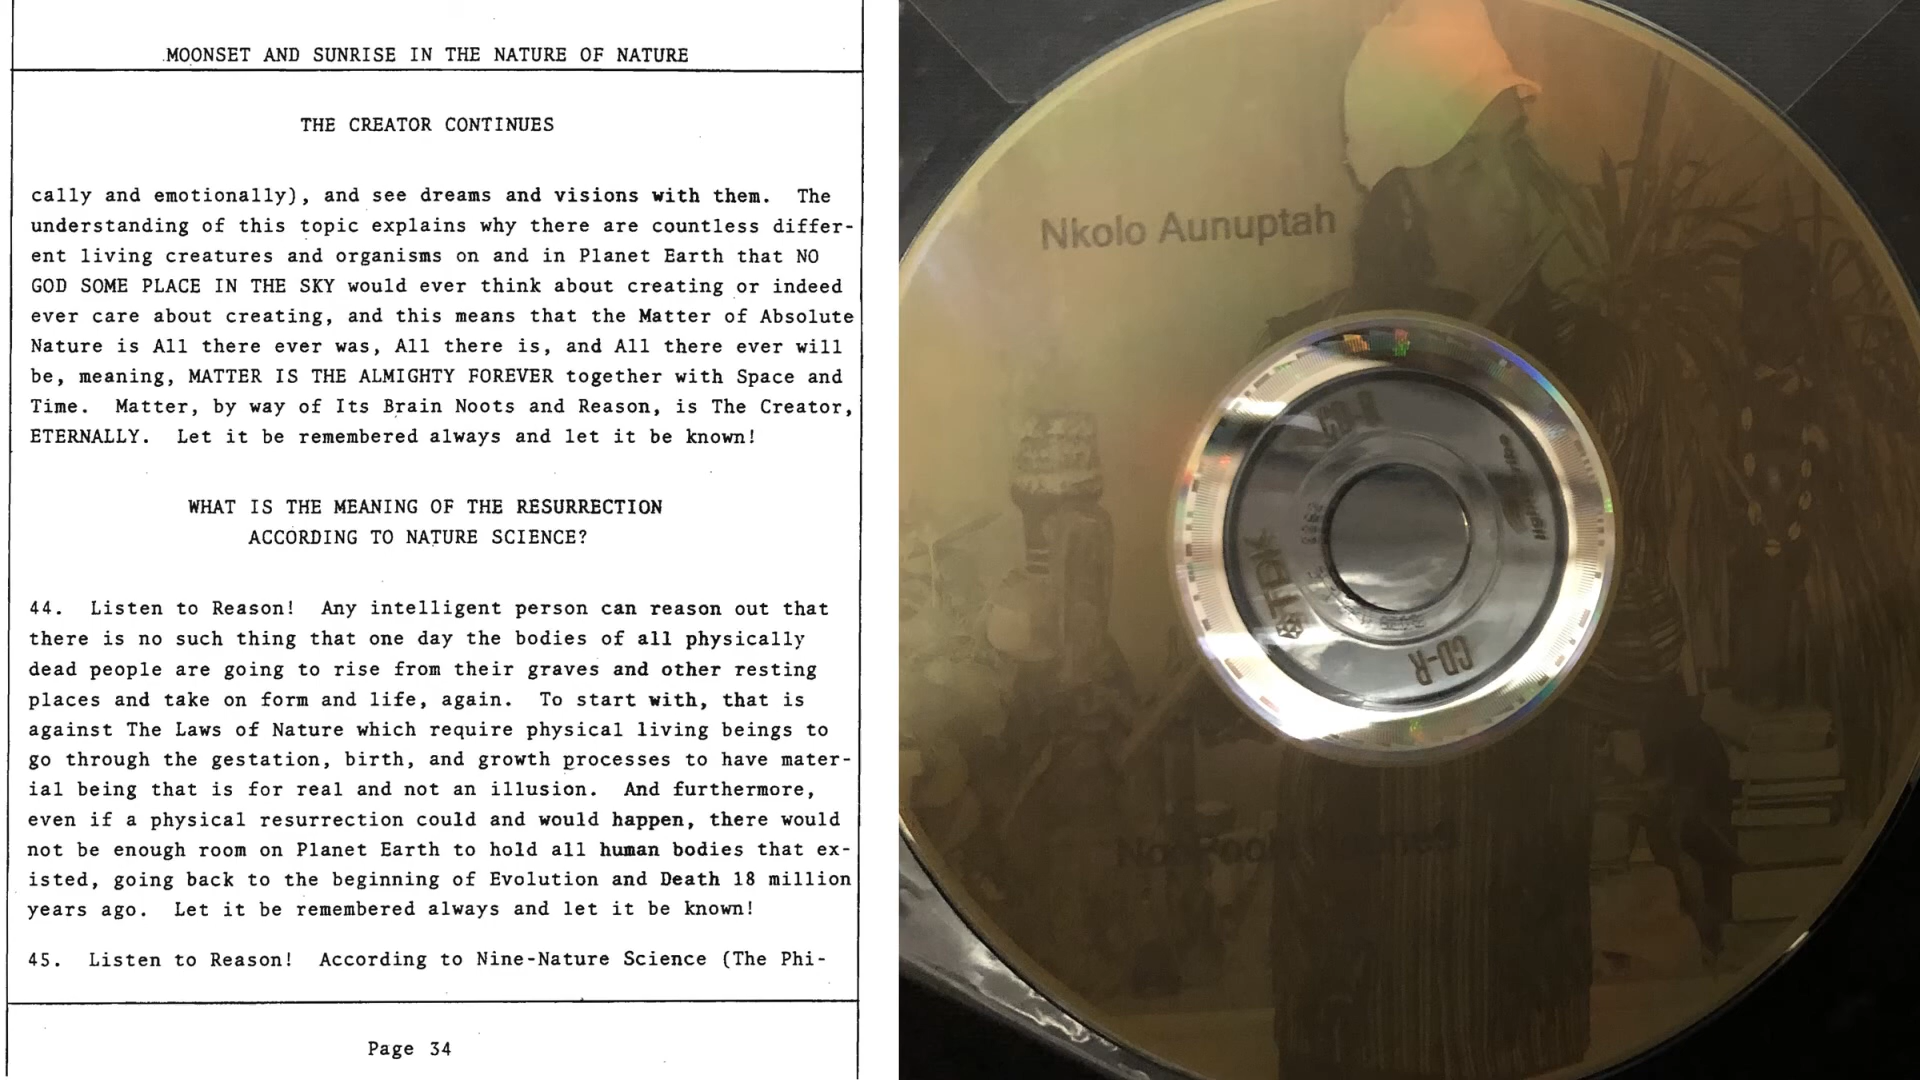 MOONSET AND SUNRISE IN THE NATURE OF NATURE
THE CREATOR CONTINUES
cally and emotionally), and see dreams and visions with them. The
understanding of this topic explains why there are countless differ-
ent living creatures and organisms on and in Planet Earth that NO
GOD SOME PLACE IN THE SKY would ever think about creating or indeed
ever care about creating, and this means that the Matter of Absolute
Nature is All there ever was, All there is, and All there ever will
be, meaning, MATTER IS THE ALMIGHTY FOREVER together with Space and
Time. Matter, by way of Its Brain Noots and Reason, is The Creator,
ETERNALLY. Let it be remembered always and let it be known!
WHAT IS THE MEANING OF THE RESURRECTION
ACCORDING TO NATURE SCIENCE?
44. Listen to Reason! Any intelligent person can reason out that
there is no such thing that one day the bodies of all physically
dead people are going to rise from their graves and other resting
places and take on form and life, again. To start with, that is
against The Laws of Nature which require physical living beings to
go through the gestation, birth, and growth processes to have mater-
ial being that is for real and not an illusion. And furthermore,
even if a physical resurrection could and would happen, there would
not be enough room on Planet Earth to hold all human bodies that ex-
isted, going back to the beginning of Evolution and Death 18 million
years ago. Let it be remembered always and let it be known!
45. Listen to Reason! According to Nine-Nature Science (The Phi-
Page 34
Nkolo Aunuptah
CD-R
TDK
CD-R